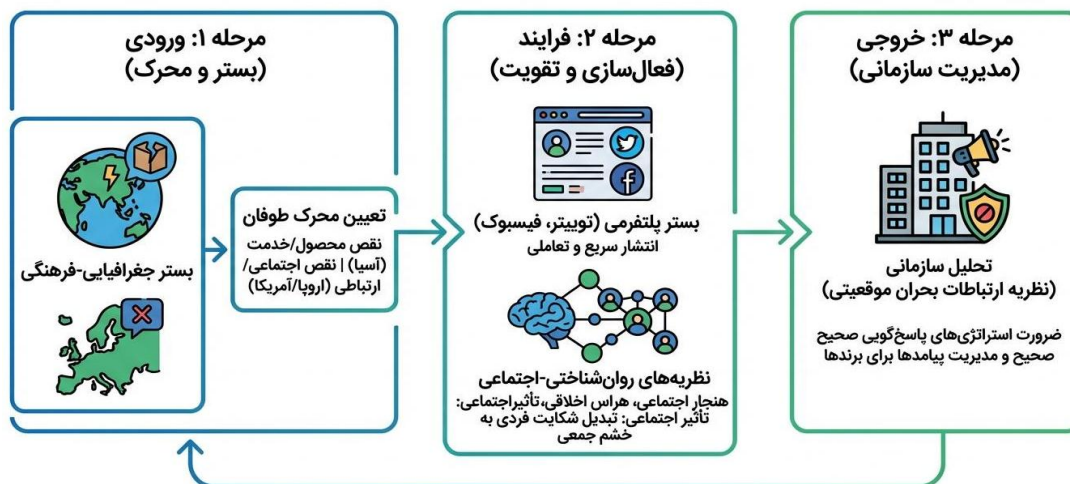 مرحله ۱: ورودی
(بستر و محرک)
بستر جغرافیایی-فرهنگی
تعیین محرک طوفان
نقص محصول/خدمت
(آسیا) | نقص اجتماعی/
ارتباطی (اروپا/آمریکا)
مرحله ۲: فرایند
(فعال‌سازی و تقویت)
بستر پلتفرمی (توییتر، فیسبوک)
انتشار سریع و تعاملی
نظریه‌های روان‌شناختی-اجتماعی
هنجار اجتماعی، هراس اخلاقی،تأثیراجتماعی:
تأثیر اجتماعی: تبدیل شکایت فردی به
خشم جمعی
مرحله ۳: خروجی
(مدیریت سازمانی)
تحلیل سازمانی
(نظریه ارتباطات بحران موقعیتی)
ضرورت استراتژی‌های پاسخ‌گویی صحیح
صحیح و مدیریت پیامدها برای برندها